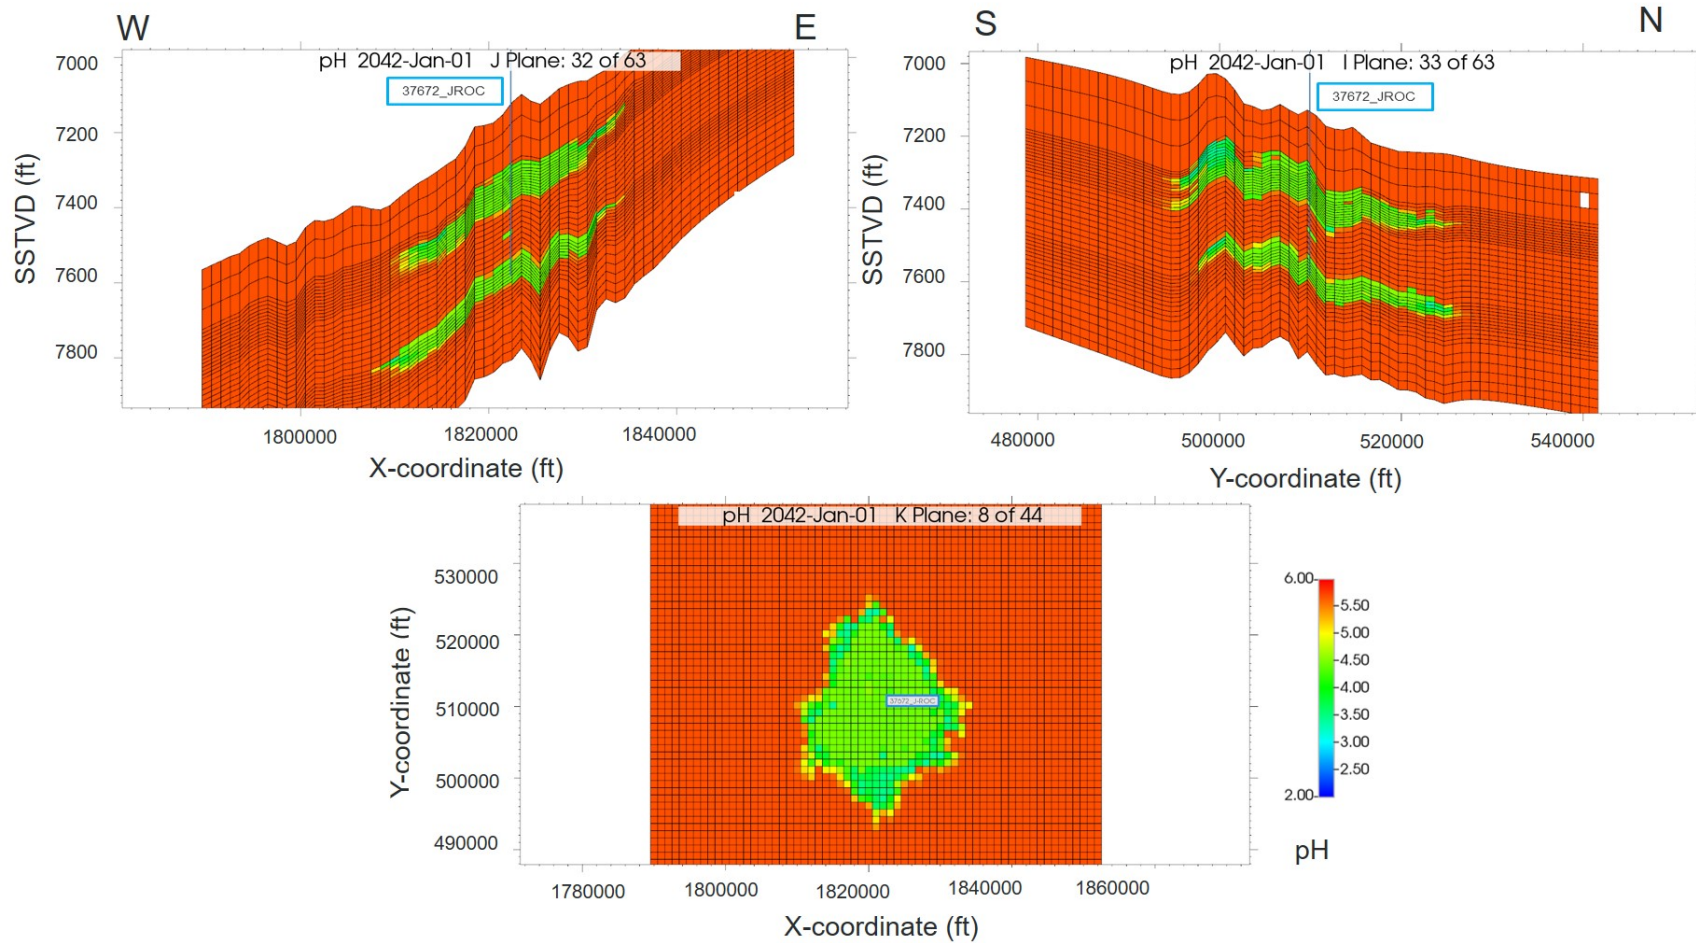 W E
pH 2042-Jan-01 J Plane: 32 of 63
37672_JROC
7000
7200
7400
7600
7800
SSTVD (ft)
1800000 1820000 1840000
X-coordinate (ft)
S N
pH 2042-Jan-01 I Plane: 33 of 63
37672_JROC
7000
7200
7400
7600
7800
SSTVD (ft)
480000 500000 520000 540000
Y-coordinate (ft)
pH 2042-Jan-01 K Plane: 8 of 44
530000
520000
510000
500000
490000
Y-coordinate (ft)
37672_JROC
1780000 1800000 1820000 1840000 1860000
X-coordinate (ft)
6.00
5.50
5.00
4.50
4.00
3.50
3.00
2.50
2.00
pH